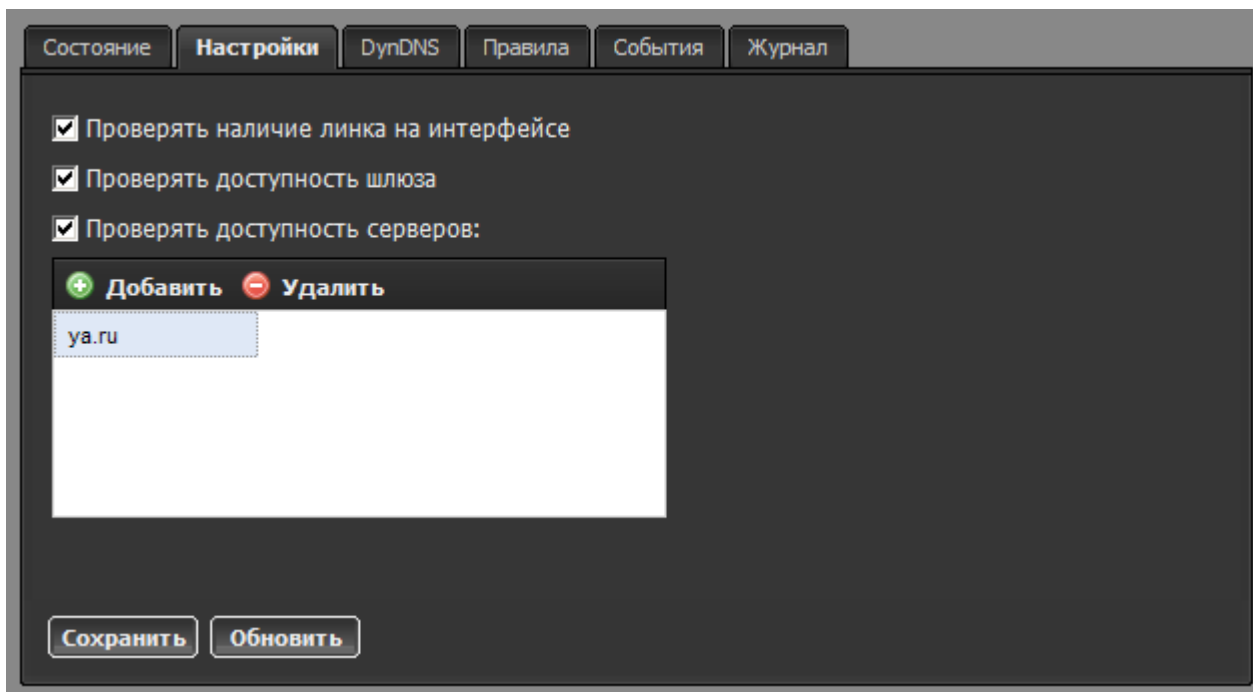 Состояние Настройки DynDNS Правила События Журнал
Проверять наличие линка на интерфейсе
Проверять доступность шлюза
Проверять доступность серверов:
Добавить Удалить
ya.ru
Сохранить Обновить